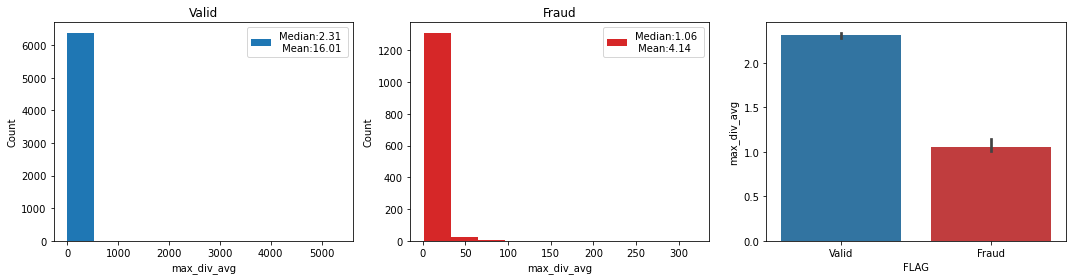 Valid
Median:2.31
Mean:16.01
Count
6000
5000
4000
3000
2000
1000
0
0 1000 2000 3000 4000 5000
max_div_avg
Fraud
Median:1.06
Mean:4.14
Count
1200
1000
800
600
400
200
0
0 50 100 150 200 250 300
max_div_avg
max_div_avg
2.0
1.5
1.0
0.5
0.0
Valid Fraud
FLAG